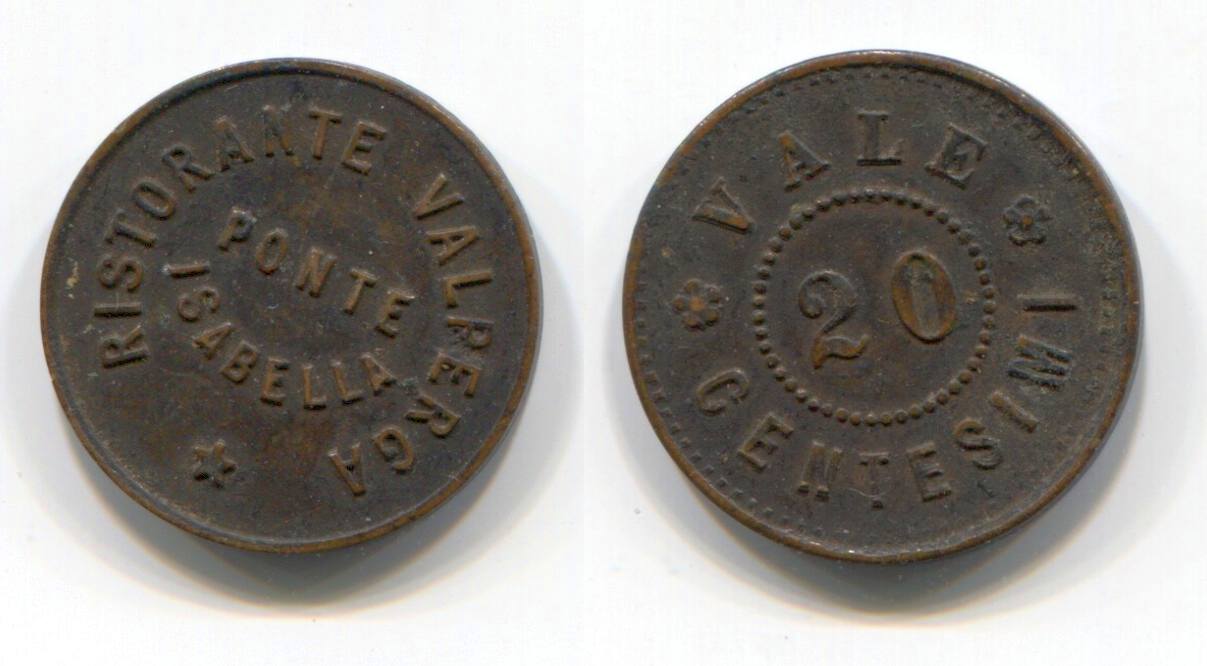 RISTORANTE VALPERGA
PONTE
ISABELLA
VALE
20
CENTESIMI